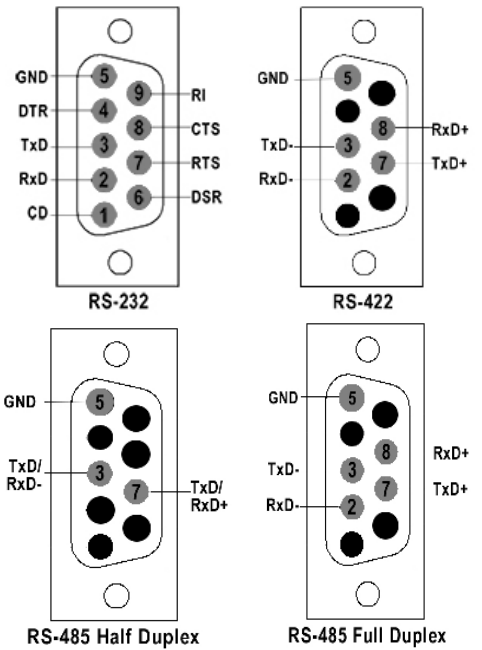 GND 5
9 RI
DTR 4
8 CTS
TxD 3
7 RTS
RxD 2
6 DSR
CD 1
RS-232
GND 5
8 RxD+
TxD- 3
7 TxD+
RxD- 2
RS-422
GND 5
TxD/
RxD- 3
7 TxD/
RxD+
RS-485 Half Duplex
GND 5
8 RxD+
TxD- 3
7 TxD+
RxD- 2
RS-485 Full Duplex